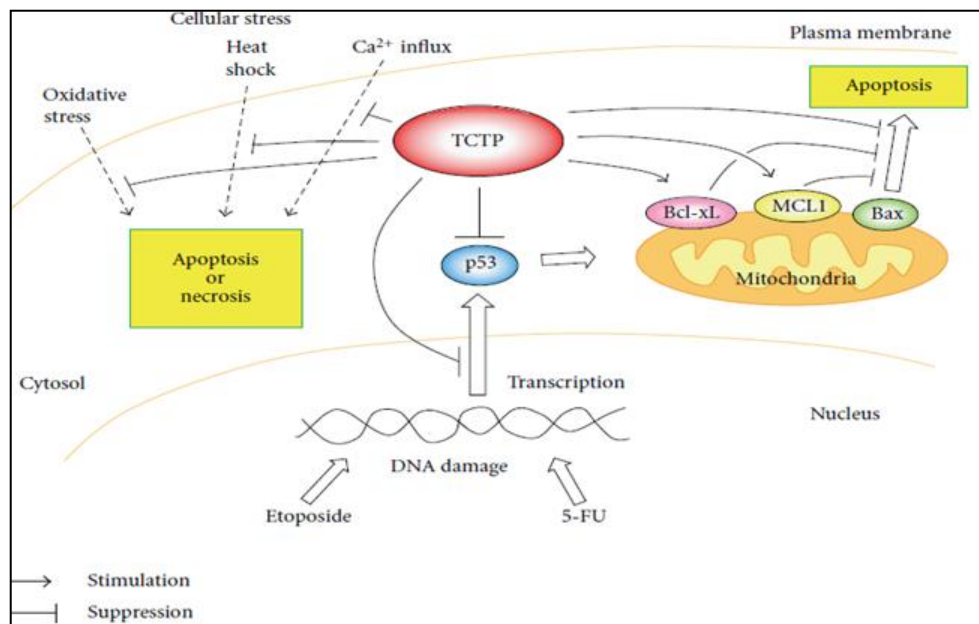 Cellular stress
Heat
shock
Ca²⁺ influx
Plasma membrane
Oxidative
stress
Apoptosis
TCTP
Bcl-xL
MCL1
Bax
Apoptosis
or
necrosis
p53
Mitochondria
Cytosol
Transcription
Nucleus
DNA damage
Etoposide
5-FU
Stimulation
Suppression